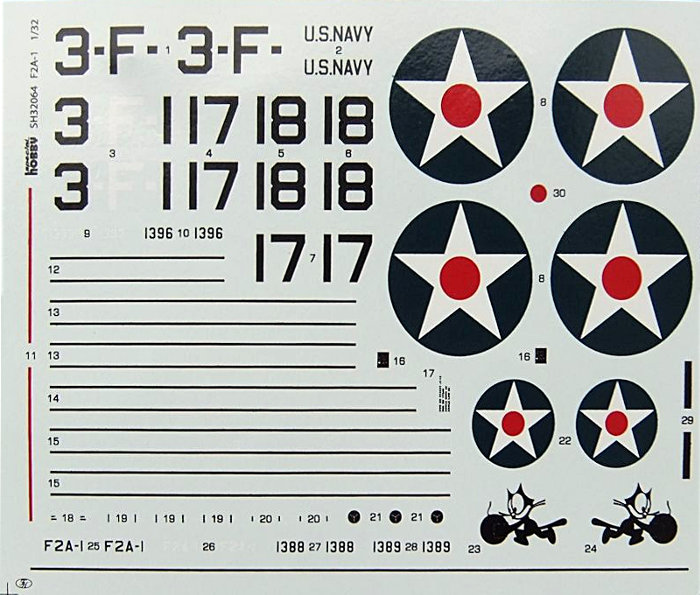 3-F- 1 3-F-
U.S.NAVY
2
U.S.NAVY
SH32064 F2A-1 1/32
special HOBBY
3 117 18 18
3 4 5 6
3 117 18 18
8
30
9 1396 10 1396
17 7 17
12
8
13
11 13
16 16
17
14
29
15
22
15
= 18 = 19 19 19 20 20 21 21
F2A-1 25 F2A-1 26 1388 27 1388 1389 28 1389
23 24